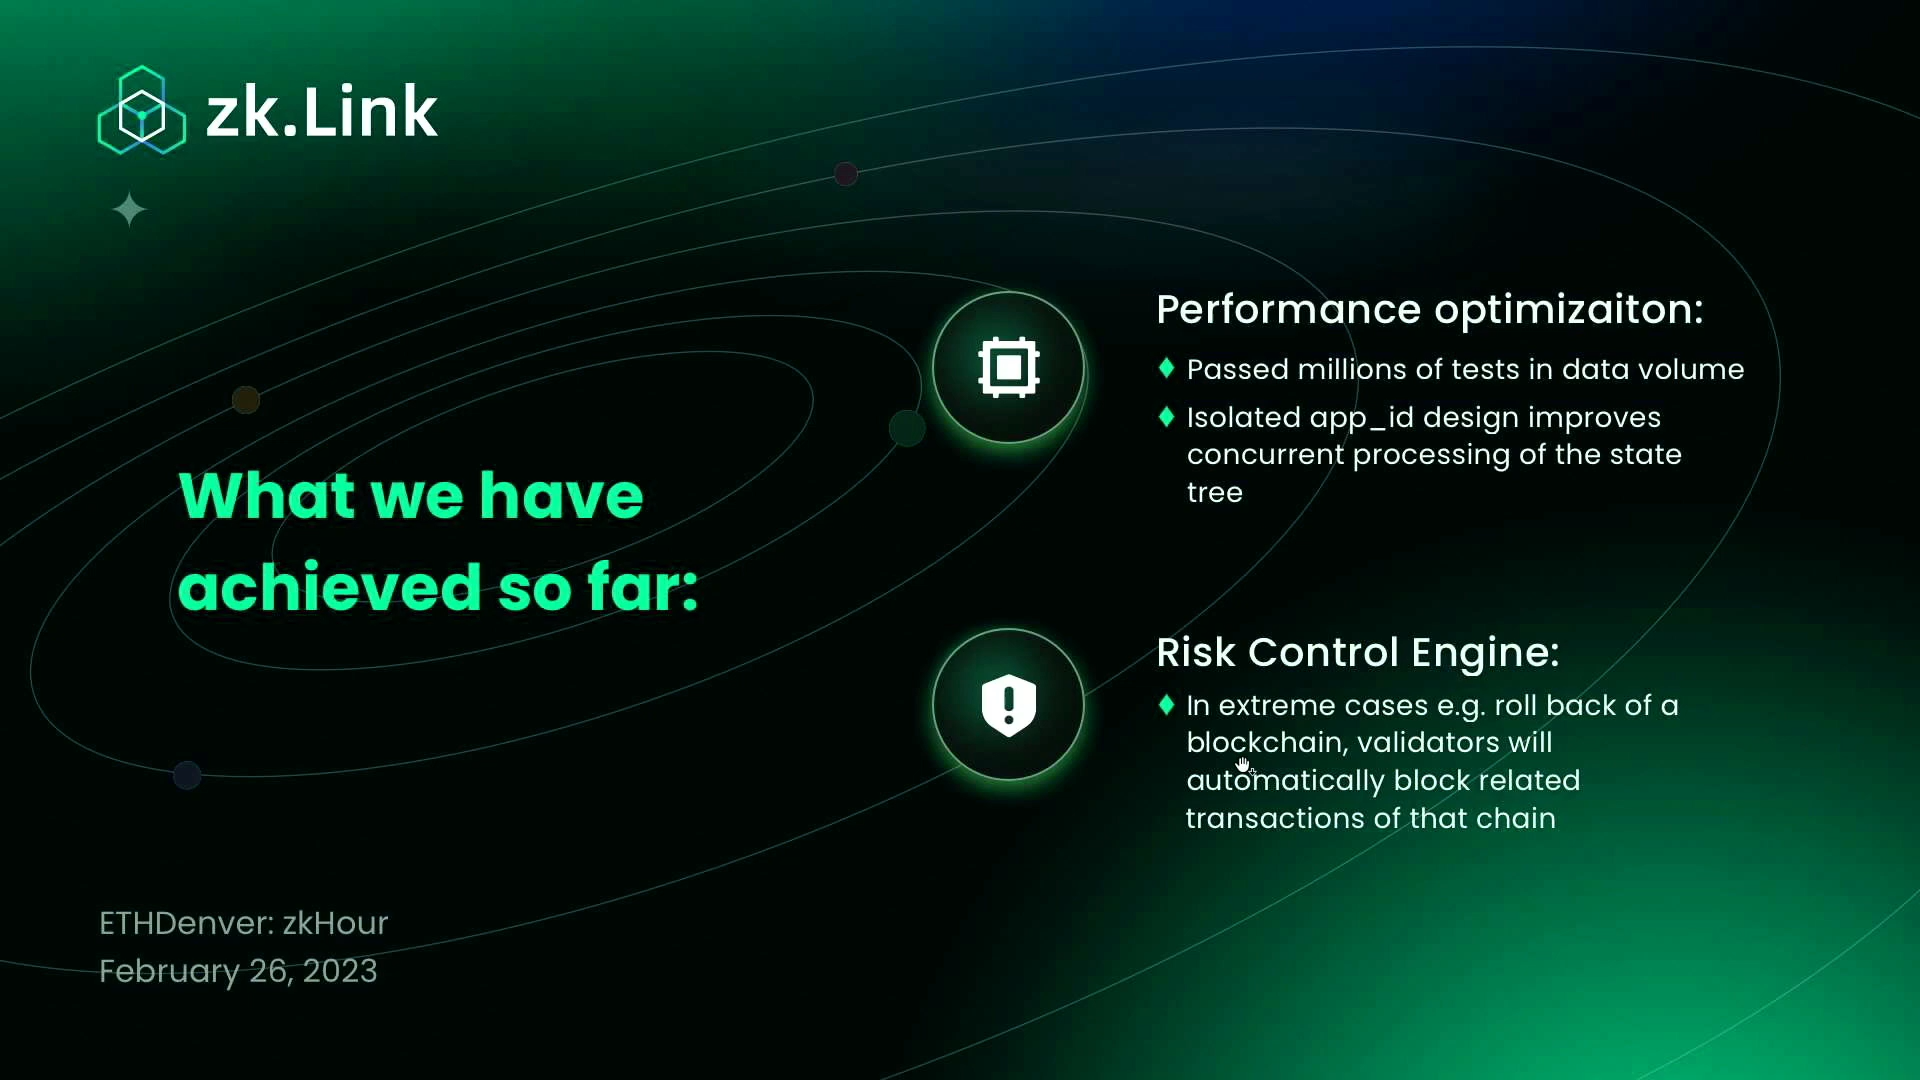 zk.Link
What we have
achieved so far:
Performance optimizaiton:
Passed millions of tests in data volume
Isolated app_id design improves
concurrent processing of the state
tree
Risk Control Engine:
In extreme cases e.g. roll back of a
blockchain, validators will
automatically block related
transactions of that chain
ETHDenver: zkHour
February 26, 2023